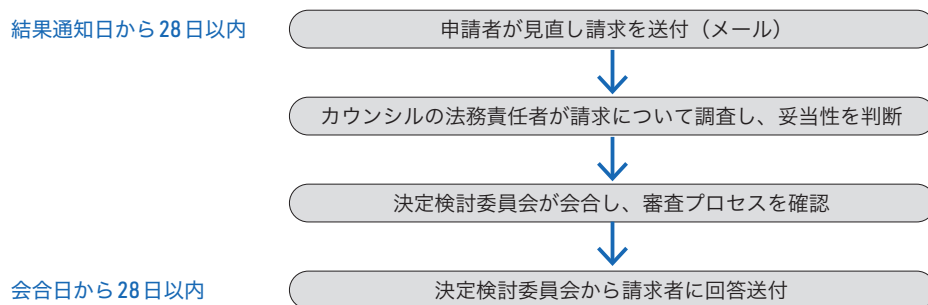 結果通知日から28日以内
申請者が見直し請求を送付（メール）
カウンシルの法務責任者が請求について調査し、妥当性を判断
決定検討委員会が会合し、審査プロセスを確認
会合日から28日以内
決定検討委員会から請求者に回答送付